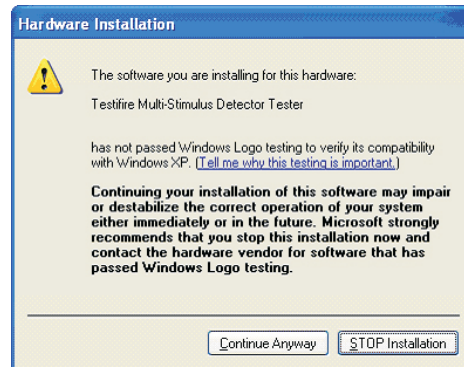 Hardware Installation
The software you are installing for this hardware:
Testifire Multi-Stimulus Detector Tester
has not passed Windows Logo testing to verify its compatibility
with Windows XP. (Tell me why this testing is important.)
Continuing your installation of this software may impair
or destabilize the correct operation of your system
either immediately or in the future. Microsoft strongly
recommends that you stop this installation now and
contact the hardware vendor for software that has
passed Windows Logo testing.
Continue Anyway STOP Installation